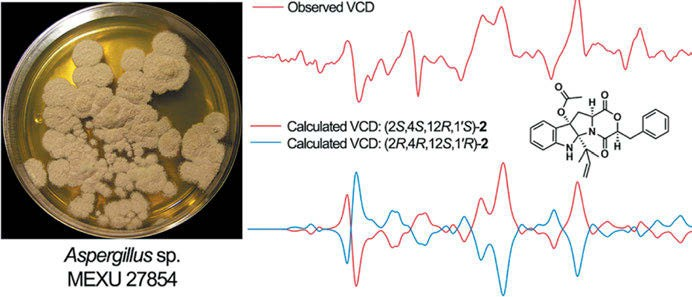 Observed VCD
Calculated VCD: (2S,4S,12R,1'S)-2
Calculated VCD: (2R,4R,12S,1'R)-2
O
O
H
O
O
N
N
H
O
H
Aspergillus sp.
MEXU 27854